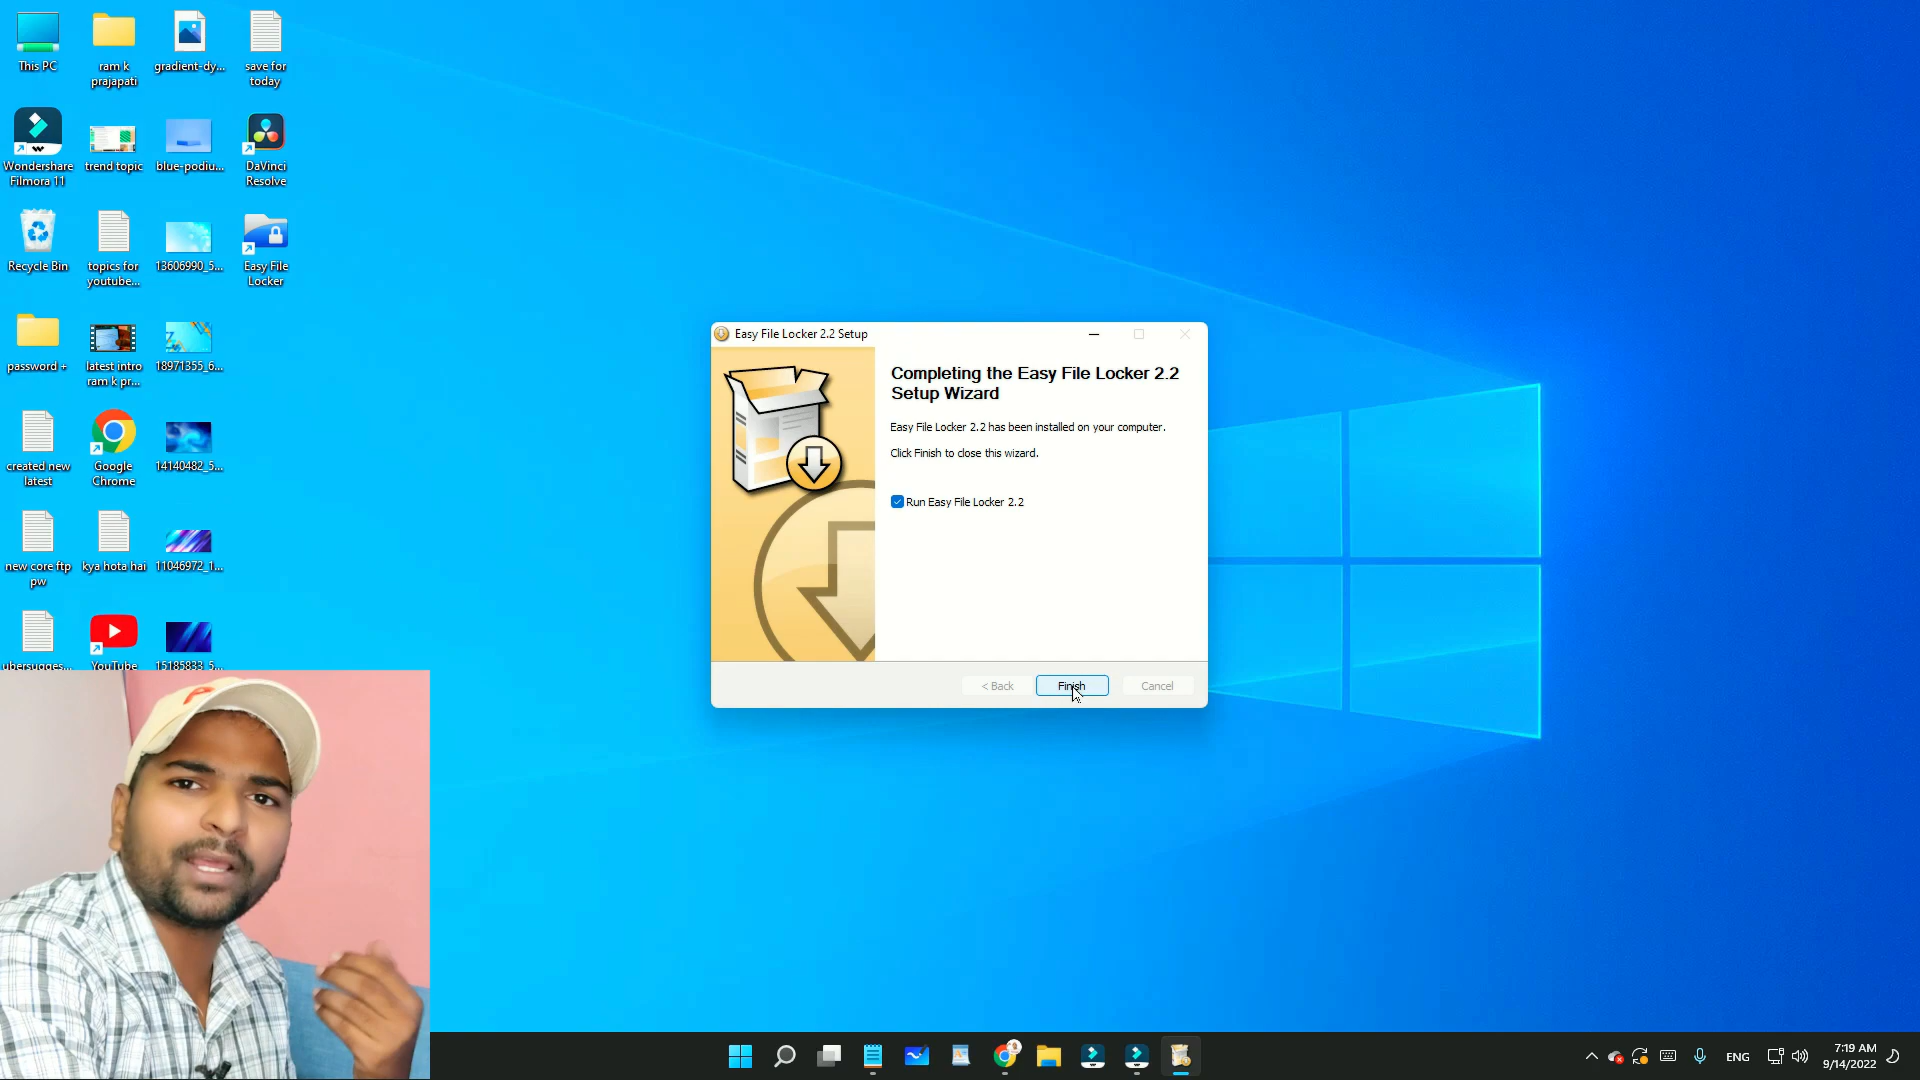 This PC
ram k
prajapati
gradient-dy...
save for
today
Wondershare
Filmora 11
trend topic
blue-podiu...
DaVinci
Resolve
Recycle Bin
topics for
youtube...
13606990_5...
Easy File
Locker
password +
latest intro
ram k pr...
18971355_6...
created new
latest
Google
Chrome
14140482_5...
new core ftp
pw
kya hota hai
11046972_1...
ubersugges...
YouTube
15185833_5...
Easy File Locker 2.2 Setup
Completing the Easy File Locker 2.2
Setup Wizard
Easy File Locker 2.2 has been installed on your computer.
Click Finish to close this wizard.
Run Easy File Locker 2.2
< Back
Finish
Cancel
ENG
7:19 AM
9/14/2022